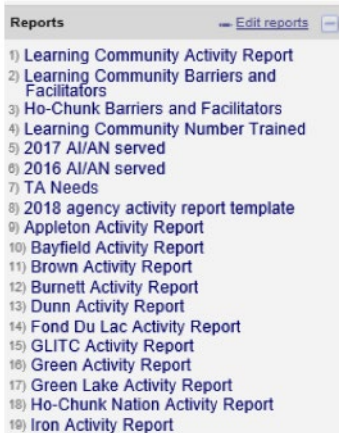 Reports Edit reports
1) Learning Community Activity Report
2) Learning Community Barriers and
Facilitators
3) Ho-Chunk Barriers and Facilitators
4) Learning Community Number Trained
5) 2017 AI/AN served
6) 2016 AI/AN served
7) TA Needs
8) 2018 agency activity report template
9) Appleton Activity Report
10) Bayfield Activity Report
11) Brown Activity Report
12) Burnett Activity Report
13) Dunn Activity Report
14) Fond Du Lac Activity Report
15) GLITC Activity Report
16) Green Activity Report
17) Green Lake Activity Report
18) Ho-Chunk Nation Activity Report
19) Iron Activity Report